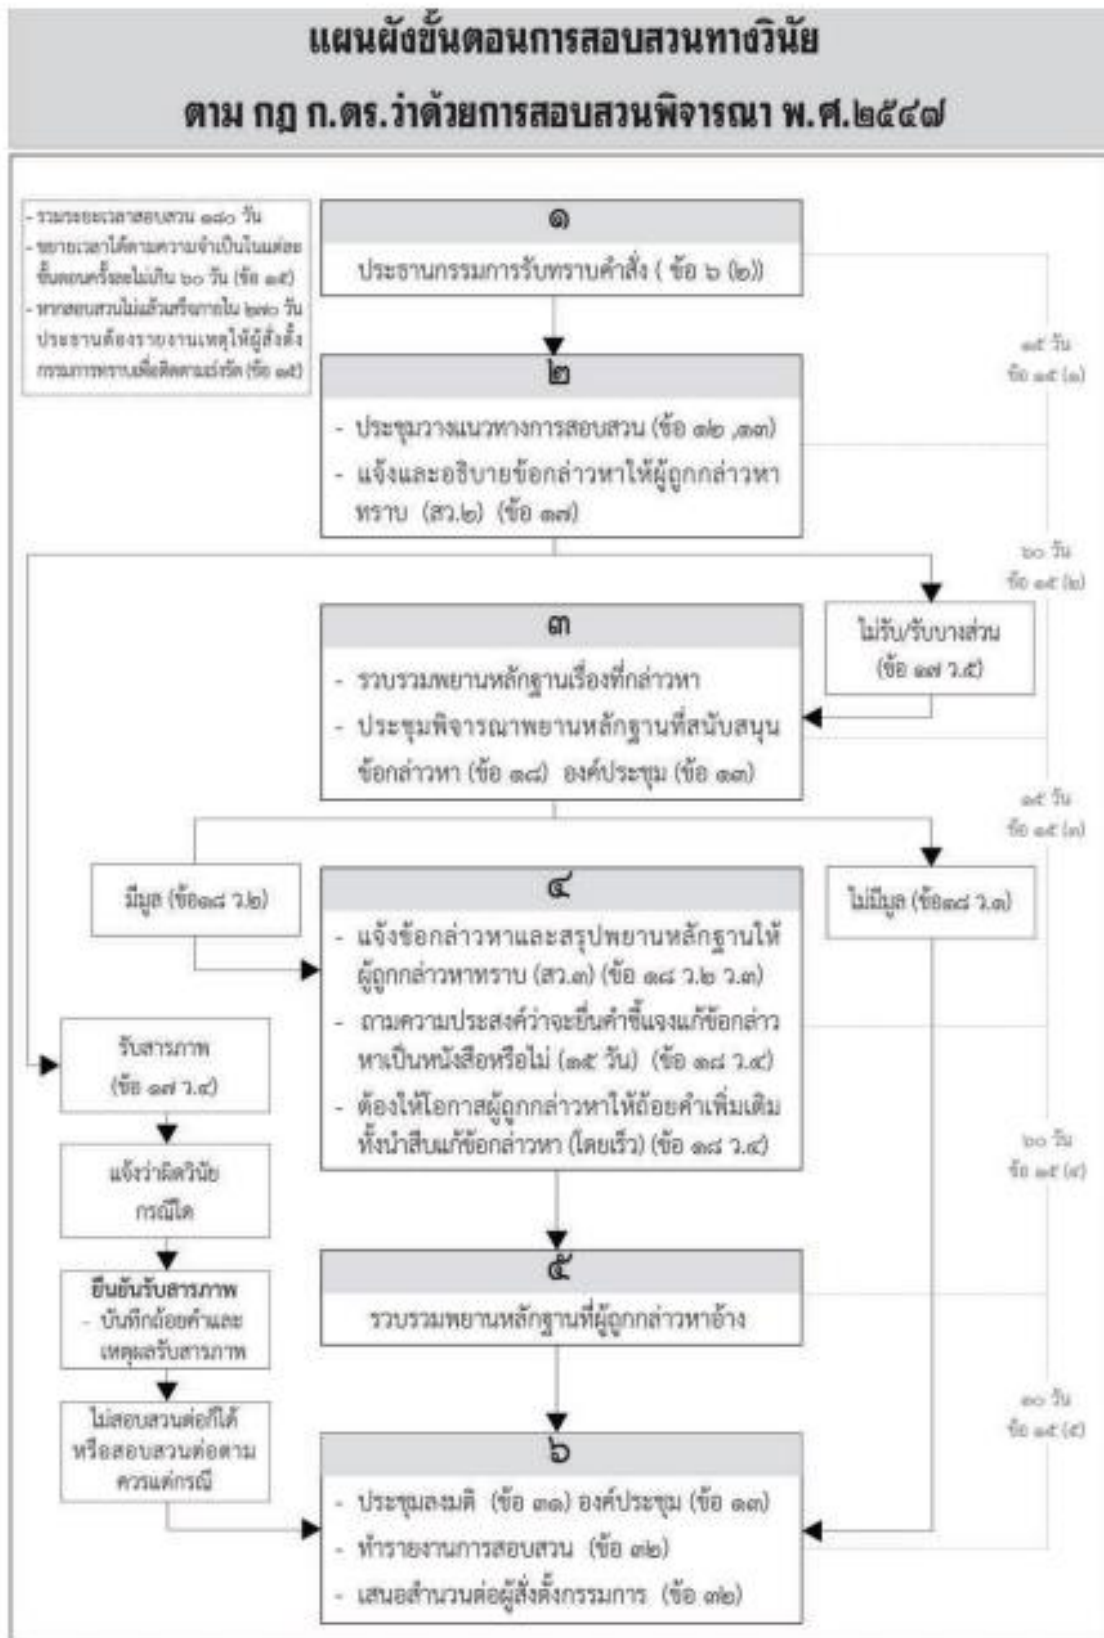 แผนผังขั้นตอนการสอบสวนทางวินัย
ตาม กฎ ก.ตร.ว่าด้วยการสอบสวนพิจารณา พ.ศ.๒๕๔๗
- รวมระยะเวลาสอบสวน ๑๘๐ วัน
- ขยายเวลาได้ตามความจำเป็นในแต่ละ
ขั้นตอนครั้งละไม่เกิน ๖๐ วัน (ข้อ ๑๕)
- หากสอบสวนไม่แล้วเสร็จภายใน ๒๗๐ วัน
ประธานต้องรายงานเหตุให้ผู้สั่งตั้ง
กรรมการทราบเพื่อติดตามเร่งรัด (ข้อ ๑๕)
๑
ประธานกรรมการรับทราบคำสั่ง ( ข้อ ๖ (๒))
๑๕ วัน
ข้อ ๑๕ (๑)
๒
- ประชุมวางแนวทางการสอบสวน (ข้อ ๑๒ ,๑๓)
- แจ้งและอธิบายข้อกล่าวหาให้ผู้ถูกกล่าวหา
ทราบ (สว.๒) (ข้อ ๑๗)
๖๐ วัน
ข้อ ๑๕ (๒)
ไม่รับ/รับบางส่วน
(ข้อ ๑๗ ว.๕)
๓
- รวบรวมพยานหลักฐานเรื่องที่กล่าวหา
- ประชุมพิจารณาพยานหลักฐานที่สนับสนุน
ข้อกล่าวหา (ข้อ ๑๘) องค์ประชุม (ข้อ ๑๓)
๑๕ วัน
ข้อ ๑๕ (๓)
มีมูล (ข้อ๑๘ ว.๒)
ไม่มีมูล (ข้อ๑๘ ว.๑)
๔
- แจ้งข้อกล่าวหาและสรุปพยานหลักฐานให้
ผู้ถูกกล่าวหาทราบ (สว.๓) (ข้อ ๑๘ ว.๒ ว.๓)
- ถามความประสงค์ว่าจะยื่นคำชี้แจงแก้ข้อกล่าว
หาเป็นหนังสือหรือไม่ (๑๕ วัน) (ข้อ ๑๘ ว.๔)
- ต้องให้โอกาสผู้ถูกกล่าวหาให้ถ้อยคำเพิ่มเติม
ทั้งนำสืบแก้ข้อกล่าวหา (โดยเร็ว) (ข้อ ๑๘ ว.๔)
รับสารภาพ
(ข้อ ๑๗ ว.๔)
แจ้งว่าผิดวินัย
กรณีใด
๖๐ วัน
ข้อ ๑๕ (๔)
ยืนยันรับสารภาพ
- บันทึกถ้อยคำและ
เหตุผลรับสารภาพ
๕
รวบรวมพยานหลักฐานที่ผู้ถูกกล่าวหาอ้าง
๓๐ วัน
ข้อ ๑๕ (๕)
ไม่สอบสวนต่อก็ได้
หรือสอบสวนต่อตาม
ควรแต่กรณี
๖
- ประชุมลงมติ (ข้อ ๓๑) องค์ประชุม (ข้อ ๑๓)
- ทำรายงานการสอบสวน (ข้อ ๓๒)
- เสนอสำนวนต่อผู้สั่งตั้งกรรมการ (ข้อ ๓๒)